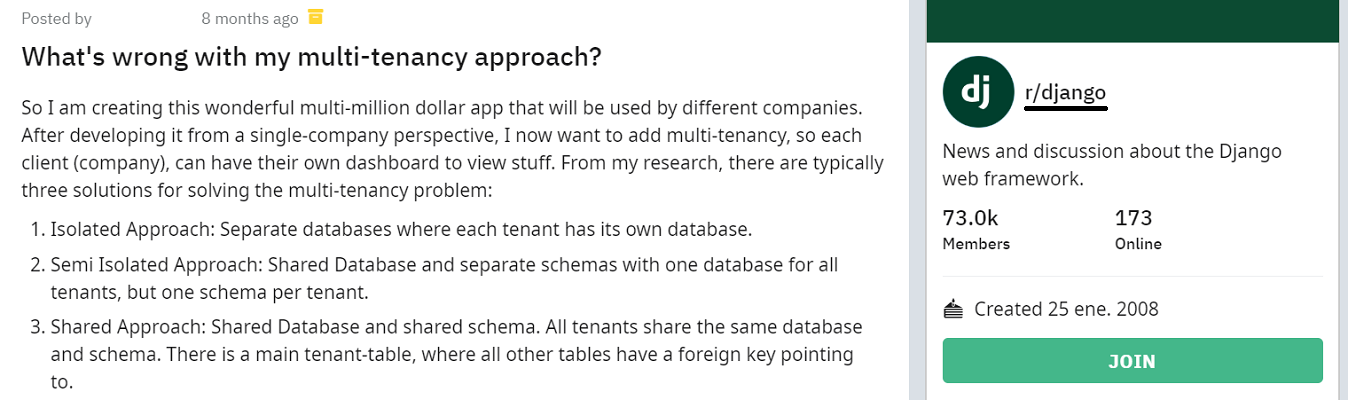 Posted by 8 months ago
What's wrong with my multi-tenancy approach?
So I am creating this wonderful multi-million dollar app that will be used by different companies.
After developing it from a single-company perspective, I now want to add multi-tenancy, so each
client (company), can have their own dashboard to view stuff. From my research, there are typically
three solutions for solving the multi-tenancy problem:
1. Isolated Approach: Separate databases where each tenant has its own database.
2. Semi Isolated Approach: Shared Database and separate schemas with one database for all
tenants, but one schema per tenant.
3. Shared Approach: Shared Database and shared schema. All tenants share the same database
and schema. There is a main tenant-table, where all other tables have a foreign key pointing
to.
dj
r/django
News and discussion about the Django
web framework.
73.0k 173
Members Online
Created 25 ene. 2008
JOIN